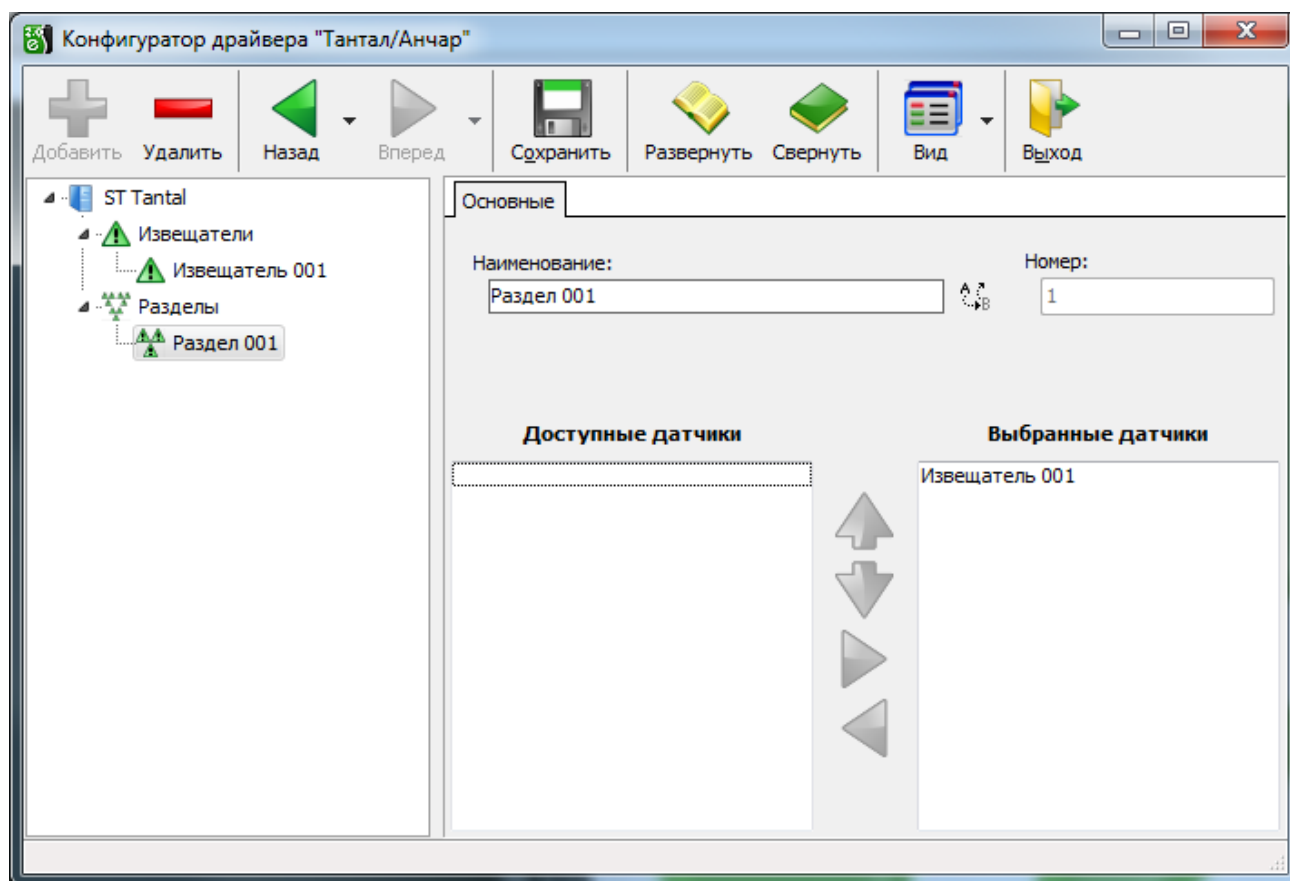 Конфигуратор драйвера "Тантал/Анчар"
Добавить Удалить Назад Вперед Сохранить Развернуть Свернуть Вид Выход
ST Tantal
Извещатели
Извещатель 001
Разделы
Раздел 001
Основные
Наименование: Номер:
Раздел 001 A B 1
Доступные датчики Выбранные датчики
Извещатель 001